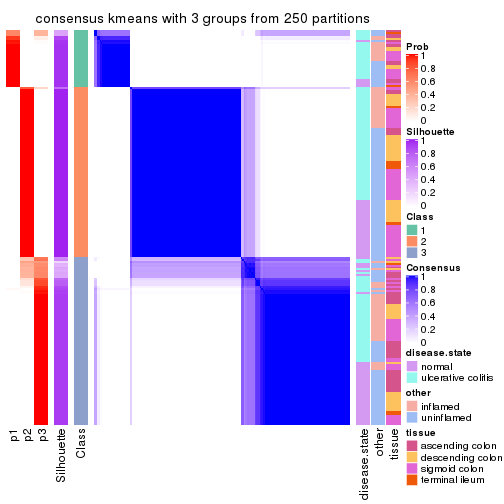 consensus kmeans with 3 groups from 250 partitions
Prob
1
0.8
0.6
0.4
0.2
0
Silhouette
1
0.8
0.6
0.4
0.2
0
Class
1
2
3
Consensus
1
0.8
0.6
0.4
0.2
0
disease.state
normal
ulcerative colitis
other
inflamed
uninflamed
tissue
ascending colon
descending colon
sigmoid colon
terminal ileum
p1
p2
p3
Silhouette
Class
disease.state
other
tissue